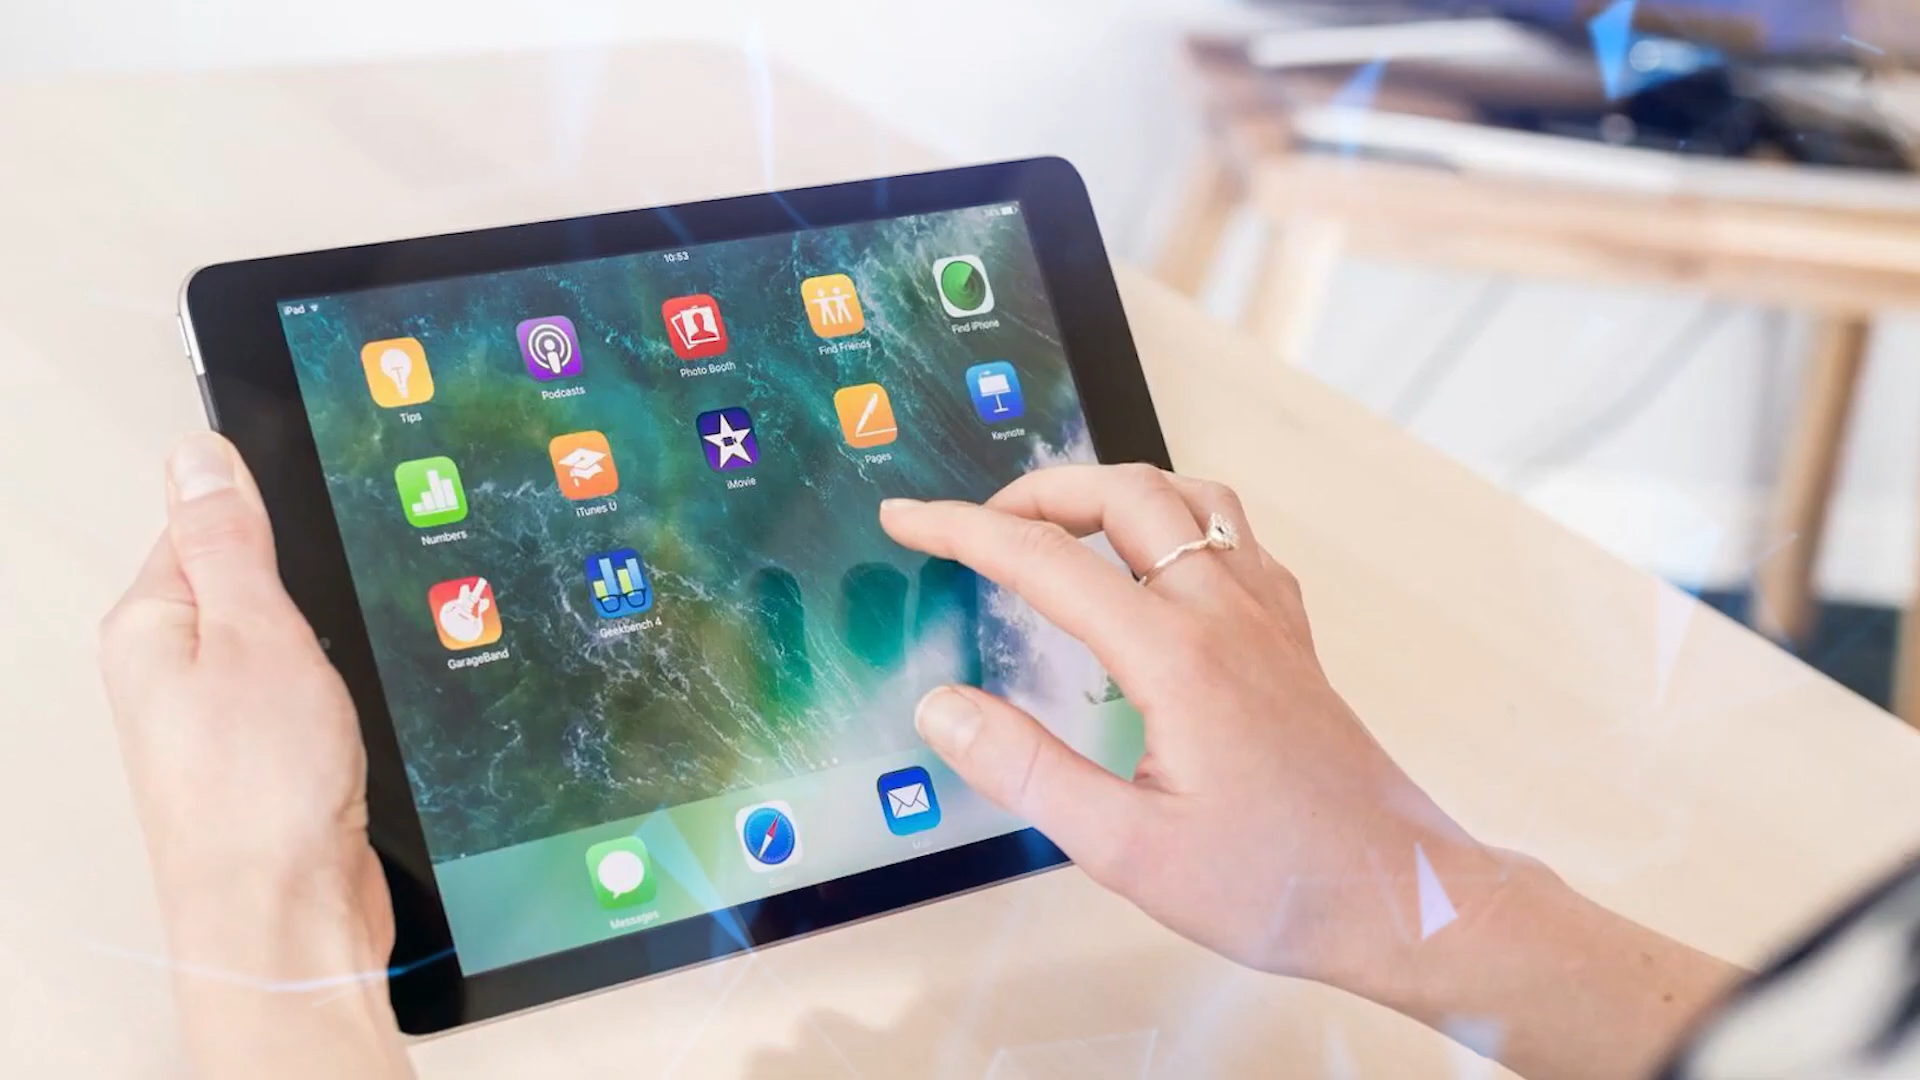 iPad
10:53
Tips
Podcasts
Photo Booth
Find Friends
Find iPhone
Numbers
iTunes U
iMovie
Pages
Keynote
GarageBand
Geekbench 4
Messages
Mail